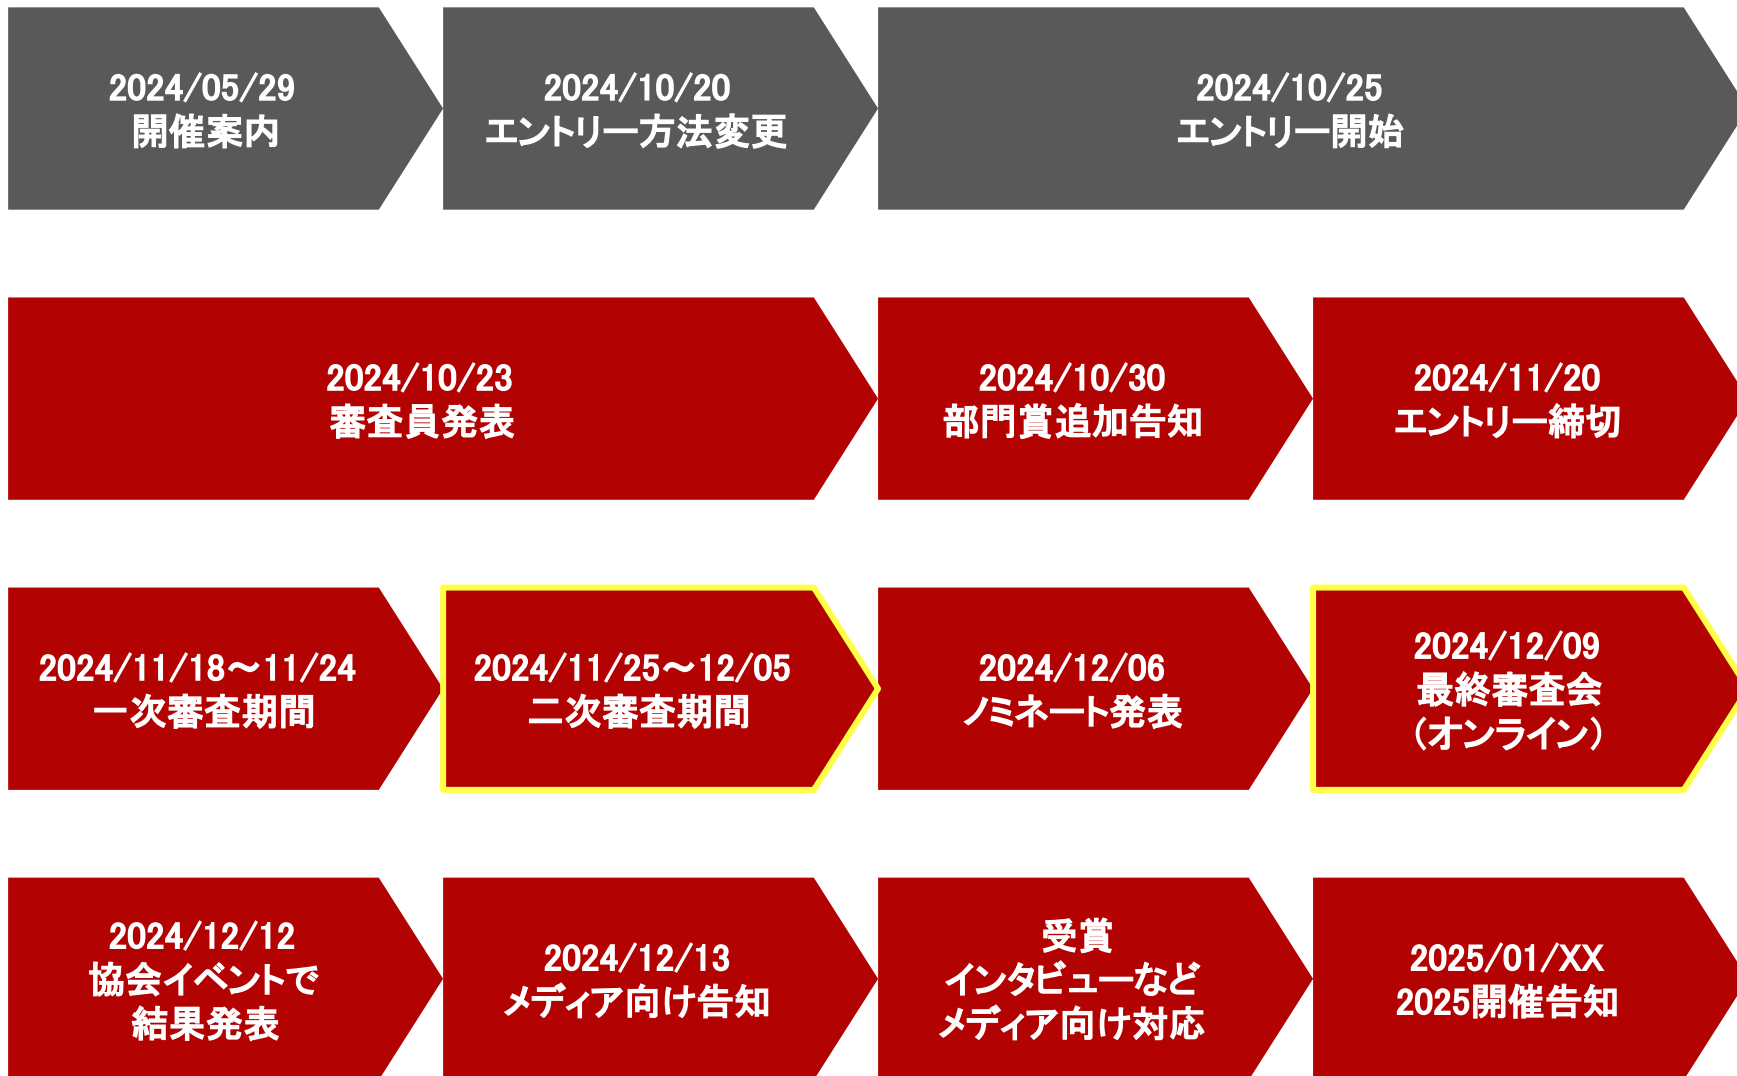 2024/05/29
開催案内
2024/10/20
エントリー方法変更
2024/10/25
エントリー開始
2024/10/23
審査員発表
2024/10/30
部門賞追加告知
2024/11/20
エントリー締切
2024/11/18～11/24
一次審査期間
2024/11/25～12/05
二次審査期間
2024/12/06
ノミネート発表
2024/12/09
最終審査会
（オンライン）
2024/12/12
協会イベントで
結果発表
2024/12/13
メディア向け告知
受賞
インタビューなど
メディア向け対応
2025/01/XX
2025開催告知